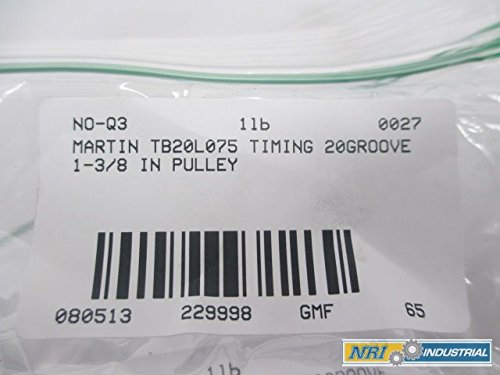 NO-Q3 1lb 0027
MARTIN TB20L075 TIMING 20GROOVE
1-3/8 IN PULLEY
080513 229998 GMF 65
NRI INDUSTRIAL
1lb